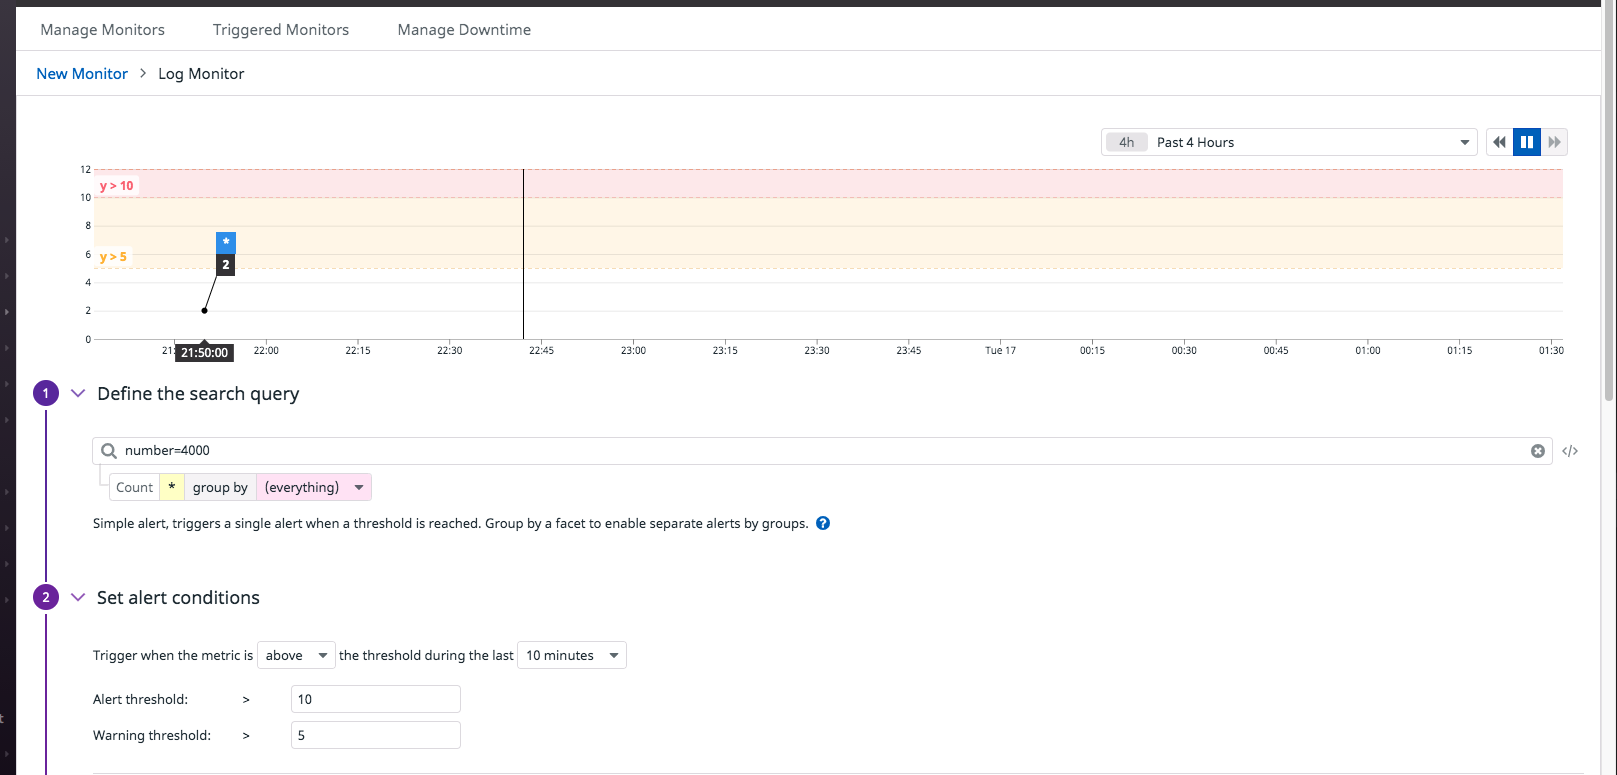 Manage Monitors Triggered Monitors Manage Downtime
New Monitor > Log Monitor
4h Past 4 Hours
12
y > 10
10
8
*
6
y > 5
2
4
2
0
21:50:00 22:00 22:15 22:30 22:45 23:00 23:15 23:30 23:45 Tue 17 00:15 00:30 00:45 01:00 01:15 01:30
1 Define the search query
number=4000 </>
Count * group by (everything)
Simple alert, triggers a single alert when a threshold is reached. Group by a facet to enable separate alerts by groups. ?
2 Set alert conditions
Trigger when the metric is above the threshold during the last 10 minutes
Alert threshold: > 10
Warning threshold: > 5